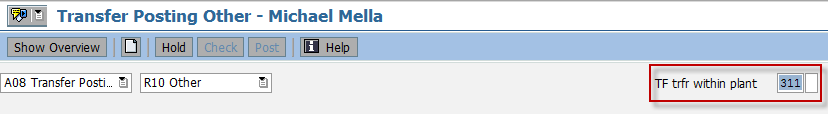 Transfer Posting Other - Michael Mella
Show Overview Hold Check Post Help
A08 Transfer Posti... R10 Other TF trfr within plant 311